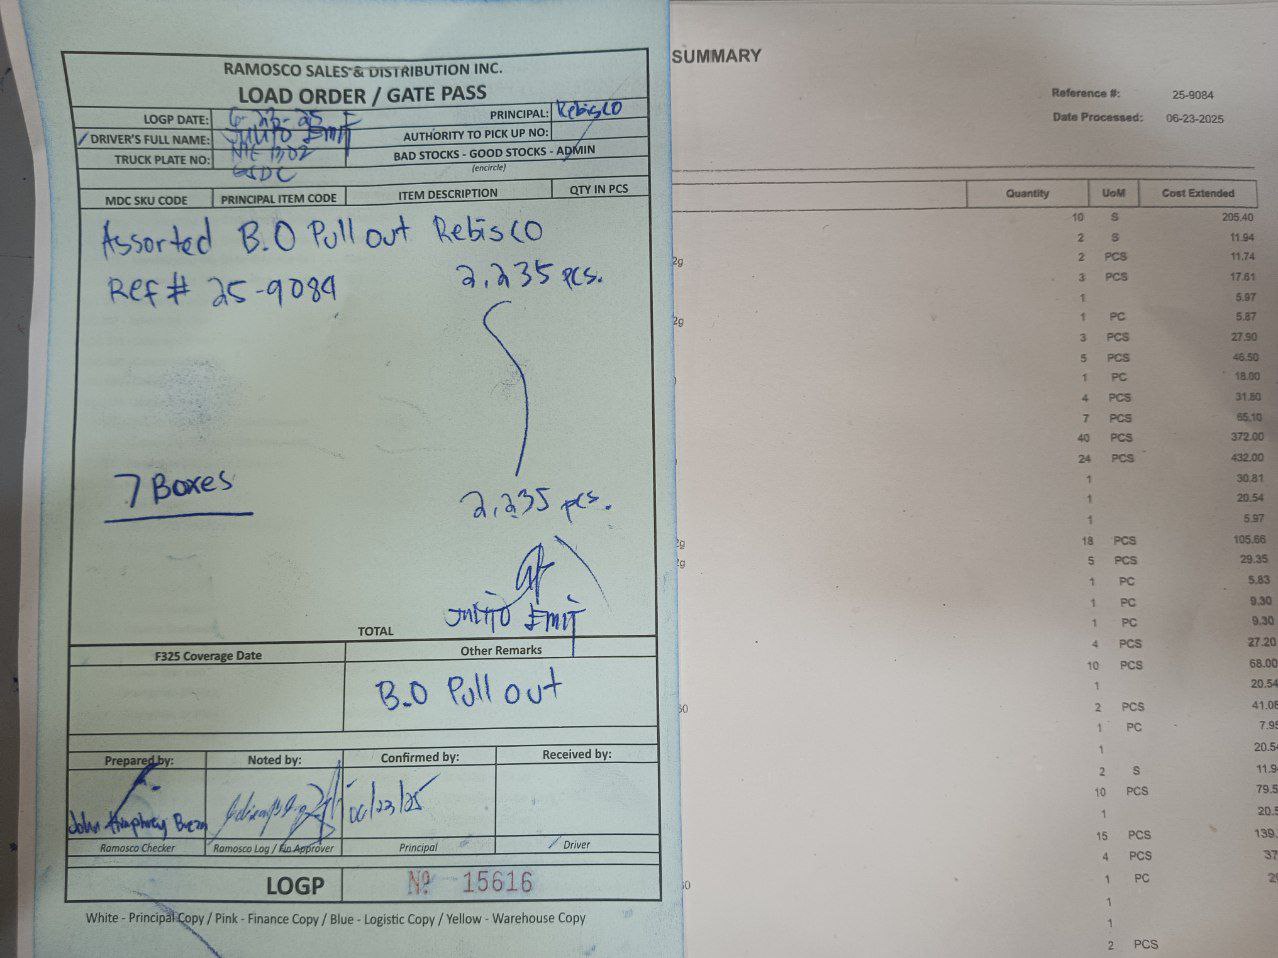 RAMOSCO SALES & DISTRIBUTION INC.
LOAD ORDER / GATE PASS
LOGP DATE: 6-23-25
PRINCIPAL: Rebisco
DRIVER'S FULL NAME:
AUTHORITY TO PICK UP NO:
TRUCK PLATE NO:
BAD STOCKS - GOOD STOCKS - ADMIN
(encircle)
MDC SKU CODE PRINCIPAL ITEM CODE ITEM DESCRIPTION QTY IN PCS
Assorted B.O Pull out Rebisco
Ref# 25-9084 2,235 pcs.
7 Boxes
2,235 pcs.
TOTAL
F325 Coverage Date Other Remarks
B.O Pull out
Prepared by: Noted by: Confirmed by: Received by:
John Humphrey 06/23/25
Ramosco Checker Ramosco Log / Fin Approver Principal Driver
LOGP Nº 15616
White - Principal Copy / Pink - Finance Copy / Blue - Logistic Copy / Yellow - Warehouse Copy
SUMMARY
Reference #: 25-9084
Date Processed: 06-23-2025
Quantity UoM Cost Extended
10 S 205.40
2 S 11.94
2g 2 PCS 11.74
3 PCS 17.61
1 5.97
2g 1 PC 5.87
3 PCS 27.90
5 PCS 46.50
1 PC 18.00
4 PCS 31.80
7 PCS 65.10
40 PCS 372.00
24 PCS 432.00
1 30.81
1 20.54
1 5.97
2g 18 PCS 105.66
2g 5 PCS 29.35
1 PC 5.83
1 PC 9.30
1 PC 9.30
4 PCS 27.20
10 PCS 68.00
1 20.54
2 PCS 41.08
1 PC 7.95
1 20.54
2 S 11.9
10 PCS 79.5
1 20.5
15 PCS 139.
4 PCS 37
1 PC
1
1
2 PCS